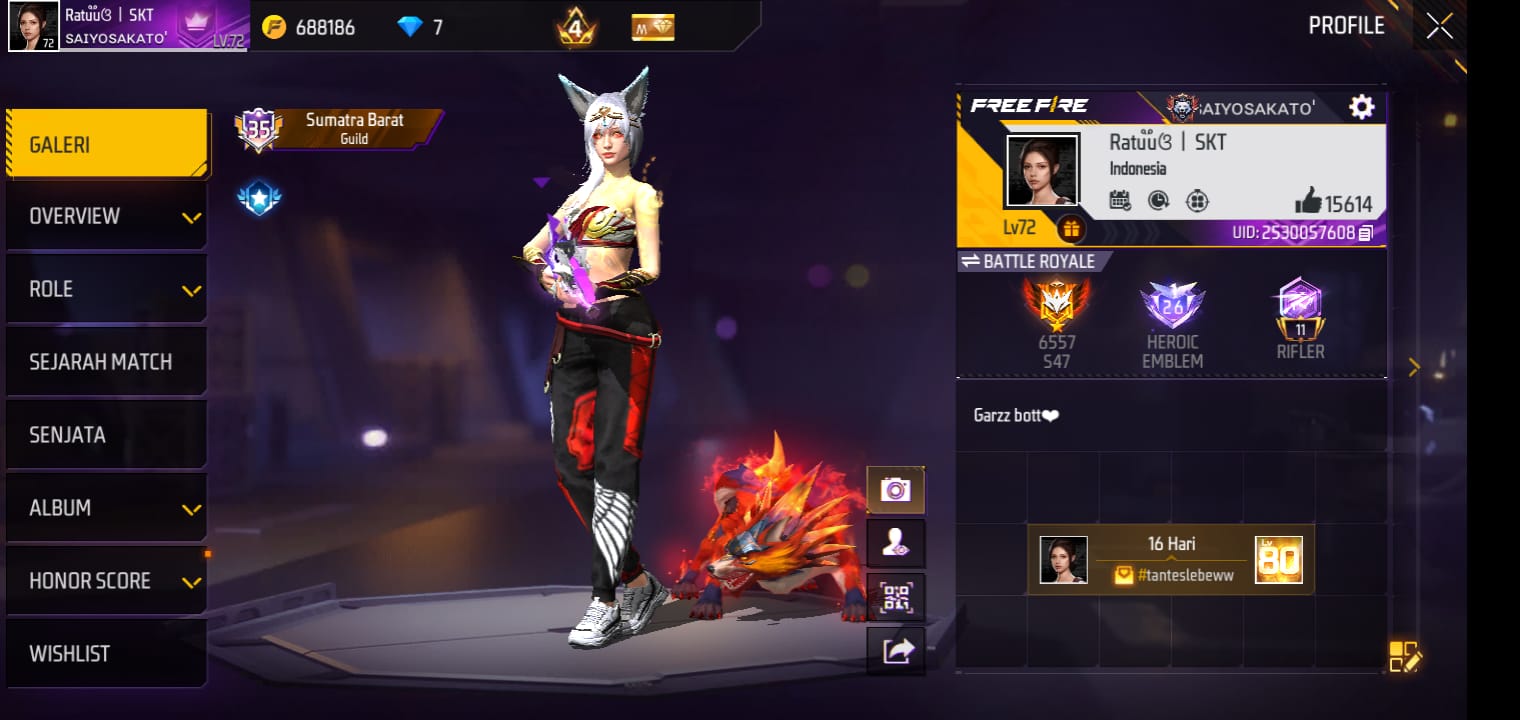 Ratuuઉ | SKT
SAIYOSAKATO'
72
LV.72
688186
7
4
M
PROFILE
GALERI
OVERVIEW
ROLE
SEJARAH MATCH
SENJATA
ALBUM
HONOR SCORE
WISHLIST
35
Sumatra Barat
Guild
FREE FIRE
SAIYOSAKATO'
Ratuuઉ | SKT
Indonesia
15614
Lv72
UID: 2530057608
BATTLE ROYALE
6557
S47
26
HEROIC
EMBLEM
11
RIFLER
Garzz bott❤
16 Hari
#tanteslebeww
Lv
80